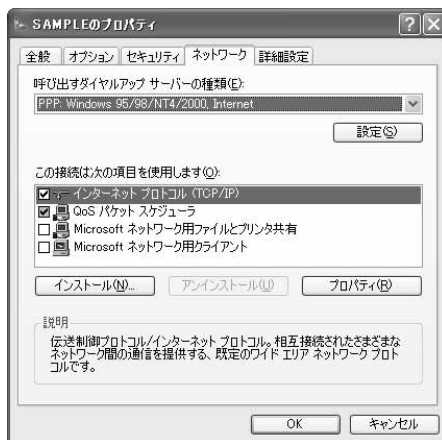 SAMPLEのプロパティ
全般 オプション セキュリティ ネットワーク 詳細設定
呼び出すダイヤルアップ サーバーの種類(E):
PPP: Windows 95/98/NT4/2000, Internet
設定(S)
この接続は次の項目を使用します(O):
インターネット プロトコル (TCP/IP)
QoS パケット スケジューラ
Microsoft ネットワーク用ファイルとプリンタ共有
Microsoft ネットワーク用クライアント
インストール(N)... アンインストール(U) プロパティ(R)
説明
伝送制御プロトコル/インターネット プロトコル。相互接続されたさまざまな
ネットワーク間の通信を提供する、既定のワイド エリア ネットワーク プロト
コルです。
OK キャンセル